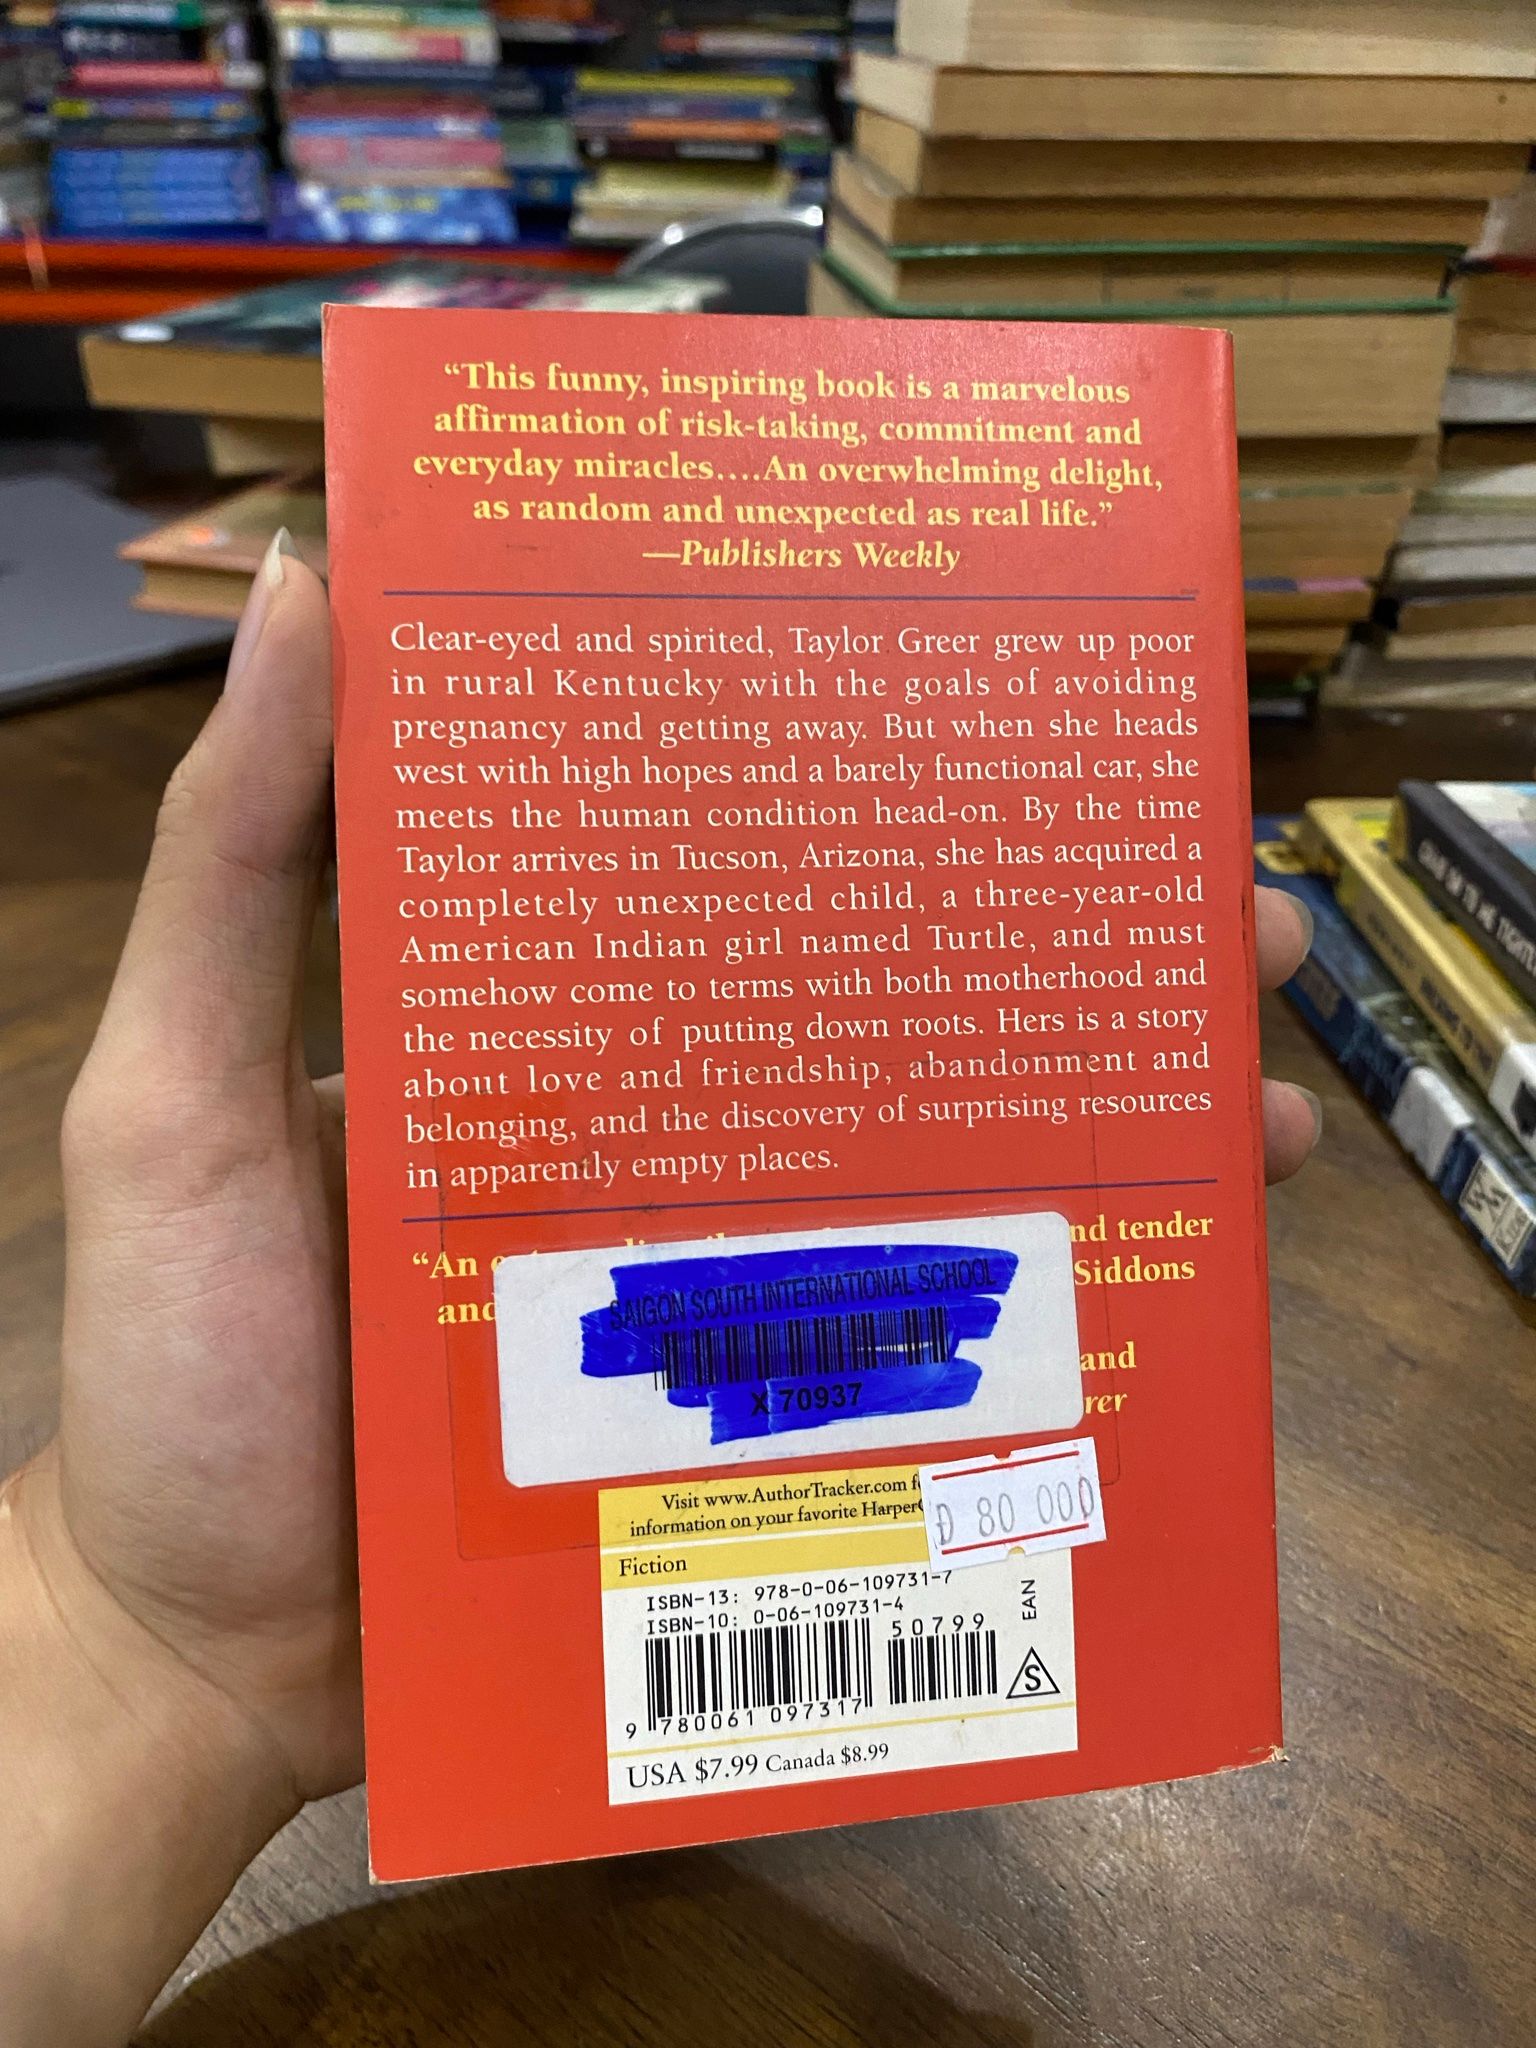 “This funny, inspiring book is a marvelous
affirmation of risk-taking, commitment and
everyday miracles....An overwhelming delight,
as random and unexpected as real life.”
—Publishers Weekly
Clear-eyed and spirited, Taylor Greer grew up poor
in rural Kentucky with the goals of avoiding
pregnancy and getting away. But when she heads
west with high hopes and a barely functional car, she
meets the human condition head-on. By the time
Taylor arrives in Tucson, Arizona, she has acquired a
completely unexpected child, a three-year-old
American Indian girl named Turtle, and must
somehow come to terms with both motherhood and
the necessity of putting down roots. Hers is a story
about love and friendship, abandonment and
belonging, and the discovery of surprising resources
in apparently empty places.
“An
nd tender
and
Siddons
and
rer
SAIGON SOUTH INTERNATIONAL SCHOOL
X 70937
Visit www.AuthorTracker.com f
information on your favorite Harper
Đ 80 000
Fiction
ISBN-13: 978-0-06-109731-7
ISBN-10: 0-06-109731-4
50799
EAN
S
9 780061 097317
USA $7.99 Canada $8.99